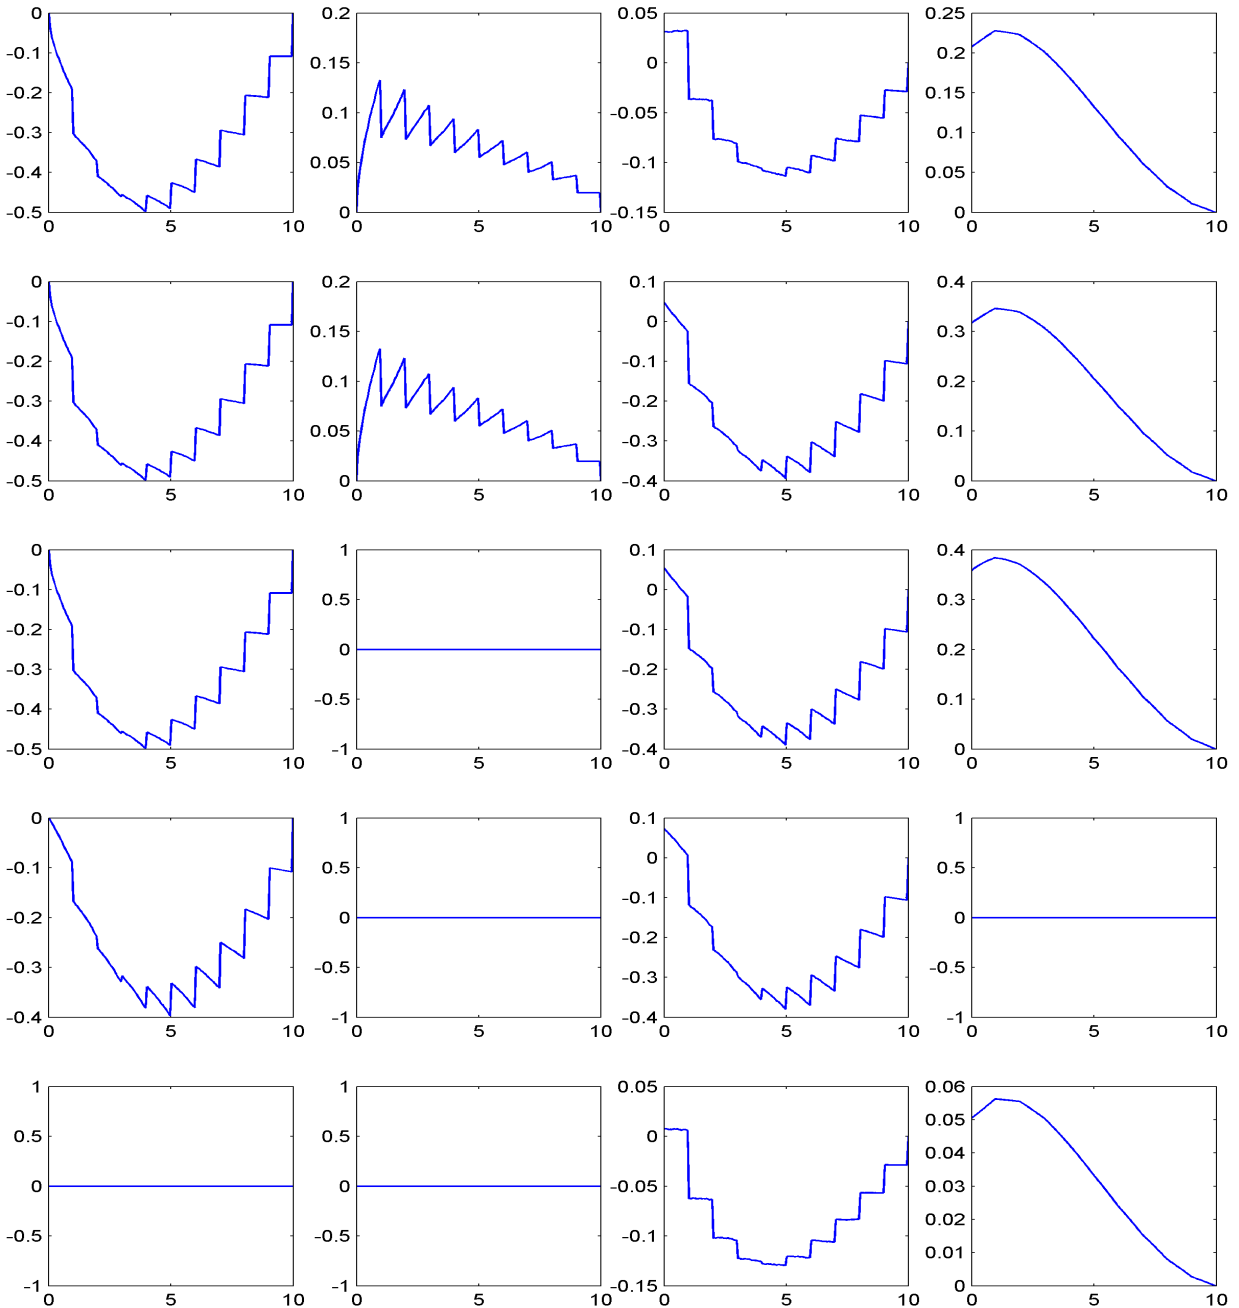 0 0.2 0.05 0.25
-0.1 0.15 0 0.2
-0.2 0.1 -0.05 0.15
-0.3 0.1
-0.4 0.05 -0.1 0.05
-0.5 0 -0.15 0
0 5 10 0 5 10 0 5 10 0 5 10
0 0.2 0.1 0.4
-0.1 0.15 0 0.3
-0.2 0.1 -0.1 0.2
-0.3 -0.2
-0.4 0.05 -0.3 0.1
-0.5 0 -0.4 0
0 5 10 0 5 10 0 5 10 0 5 10
0 1 0.1 0.4
-0.1 0.5 0 0.3
-0.2 0 -0.1 0.2
-0.3 -0.2
-0.4 -0.5 -0.3 0.1
-0.5 -1 -0.4 0
0 5 10 0 5 10 0 5 10 0 5 10
0 1 0.1 1
-0.1 0.5 0 0.5
-0.2 0 -0.1 0
-0.2
-0.3 -0.5 -0.3 -0.5
-0.4 -1 -0.4 -1
0 5 10 0 5 10 0 5 10 0 5 10
1 1 0.05 0.06
0.5 0.5 0 0.05
0.04
0 0 -0.05 0.03
0.02
-0.5 -0.5 -0.1 0.01
-1 -1 -0.15 0
0 5 10 0 5 10 0 5 10 0 5 10